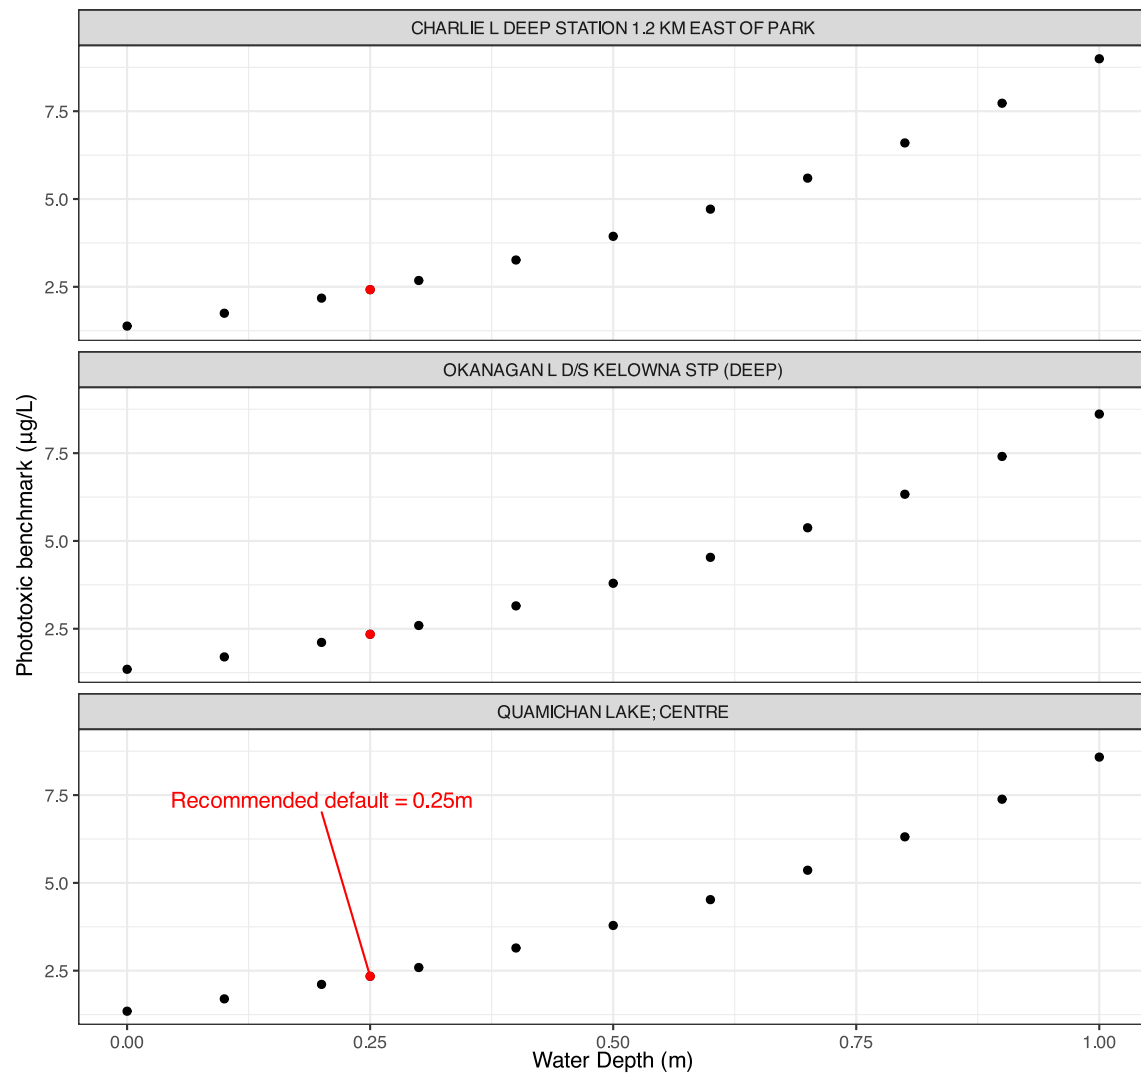 CHARLIE L DEEP STATION 1.2 KM EAST OF PARK
7.5
5.0
2.5
OKANAGAN L D/S KELOWNA STP (DEEP)
7.5
5.0
2.5
Phototoxic benchmark (µg/L)
QUAMICHAN LAKE; CENTRE
7.5
Recommended default = 0.25m
5.0
2.5
0.00 0.25 0.50 0.75 1.00
Water Depth (m)